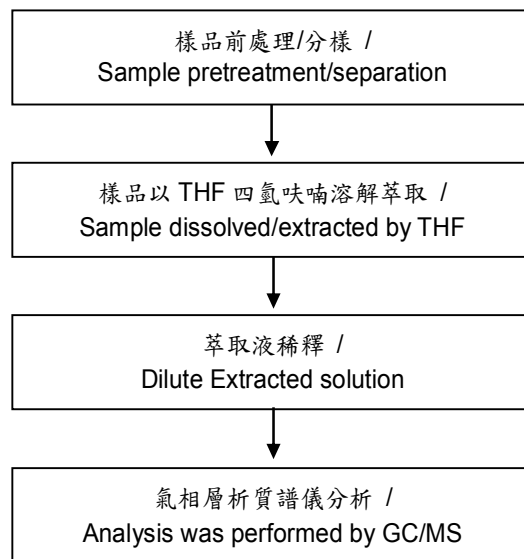 樣品前處理/分樣 /
Sample pretreatment/separation
樣品以 THF 四氫呋喃溶解萃取 /
Sample dissolved/extracted by THF
萃取液稀釋 /
Dilute Extracted solution
氣相層析質譜儀分析 /
Analysis was performed by GC/MS